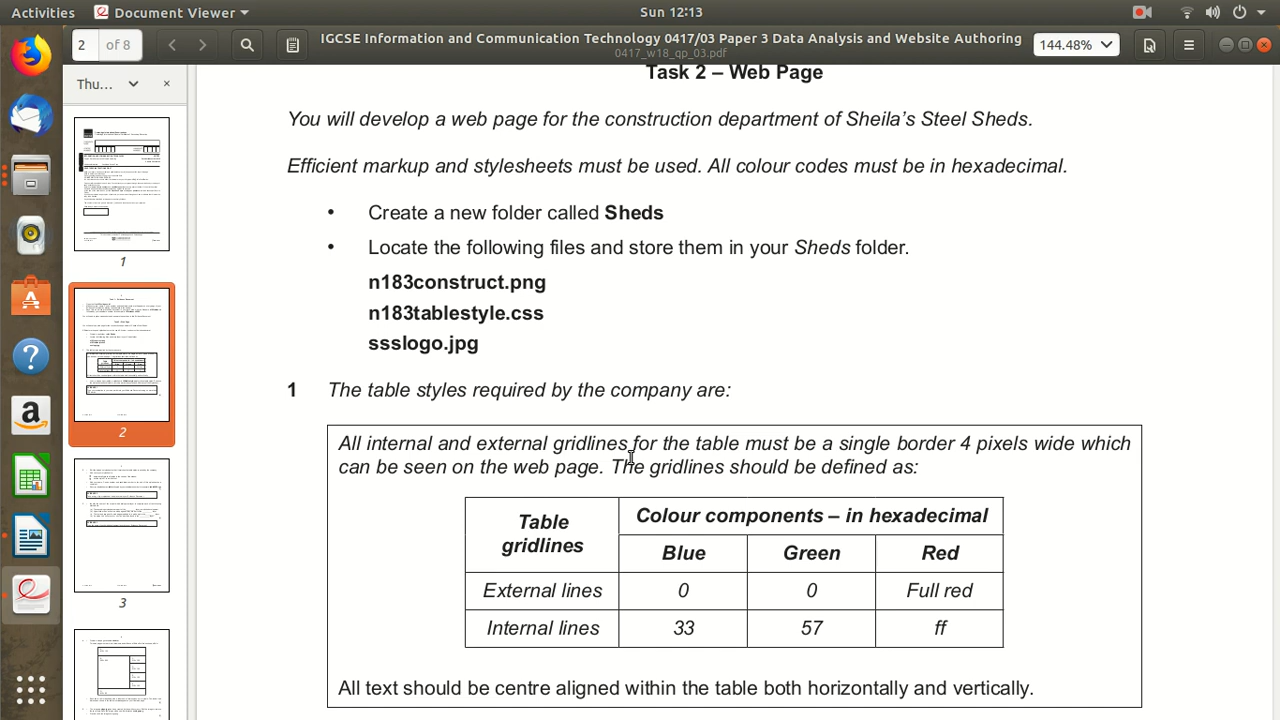 Activities
Document Viewer
Sun 12:13
2
of 8
IGCSE Information and Communication Technology 0417/03 Paper 3 Data Analysis and Website Authoring
0417_w18_qp_03.pdf
144.48%
Thu...
1
2
3
Task 2 – Web Page
You will develop a web page for the construction department of Sheila's Steel Sheds.
Efficient markup and stylesheets must be used. All colour codes must be in hexadecimal.
• Create a new folder called Sheds
• Locate the following files and store them in your Sheds folder.
n183construct.png
n183tablestyle.css
ssslogo.jpg
1 The table styles required by the company are:
All internal and external gridlines for the table must be a single border 4 pixels wide which
can be seen on the web page. The gridlines should be defined as:
Table
gridlines
Colour components – in hexadecimal
Blue Green Red
External lines 0 0 Full red
Internal lines 33 57 ff
All text should be centre aligned within the table both horizontally and vertically.